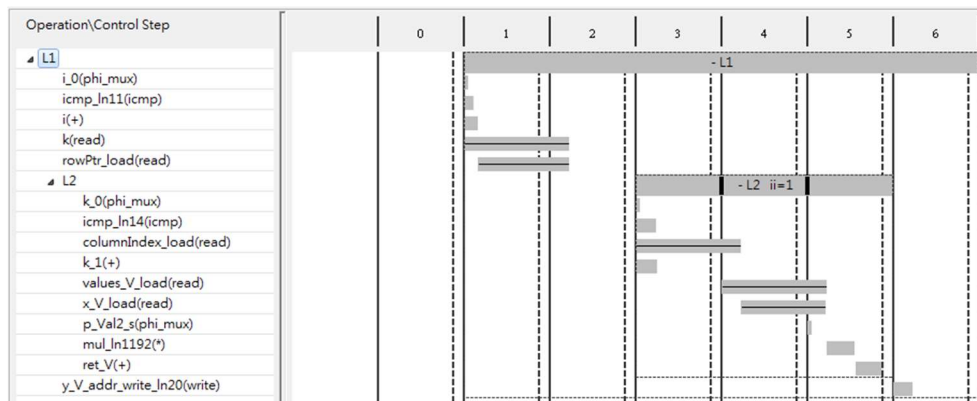 Operation\Control Step 0 1 2 3 4 5 6
L1 - L1
i_0(phi_mux)
icmp_ln11(icmp)
i(+)
k(read)
rowPtr_load(read)
L2 - L2 ii=1
k_0(phi_mux)
icmp_ln14(icmp)
columnIndex_load(read)
k_1(+)
values_V_load(read)
x_V_load(read)
p_Val2_s(phi_mux)
mul_ln1192(*)
ret_V(+)
y_V_addr_write_ln20(write)